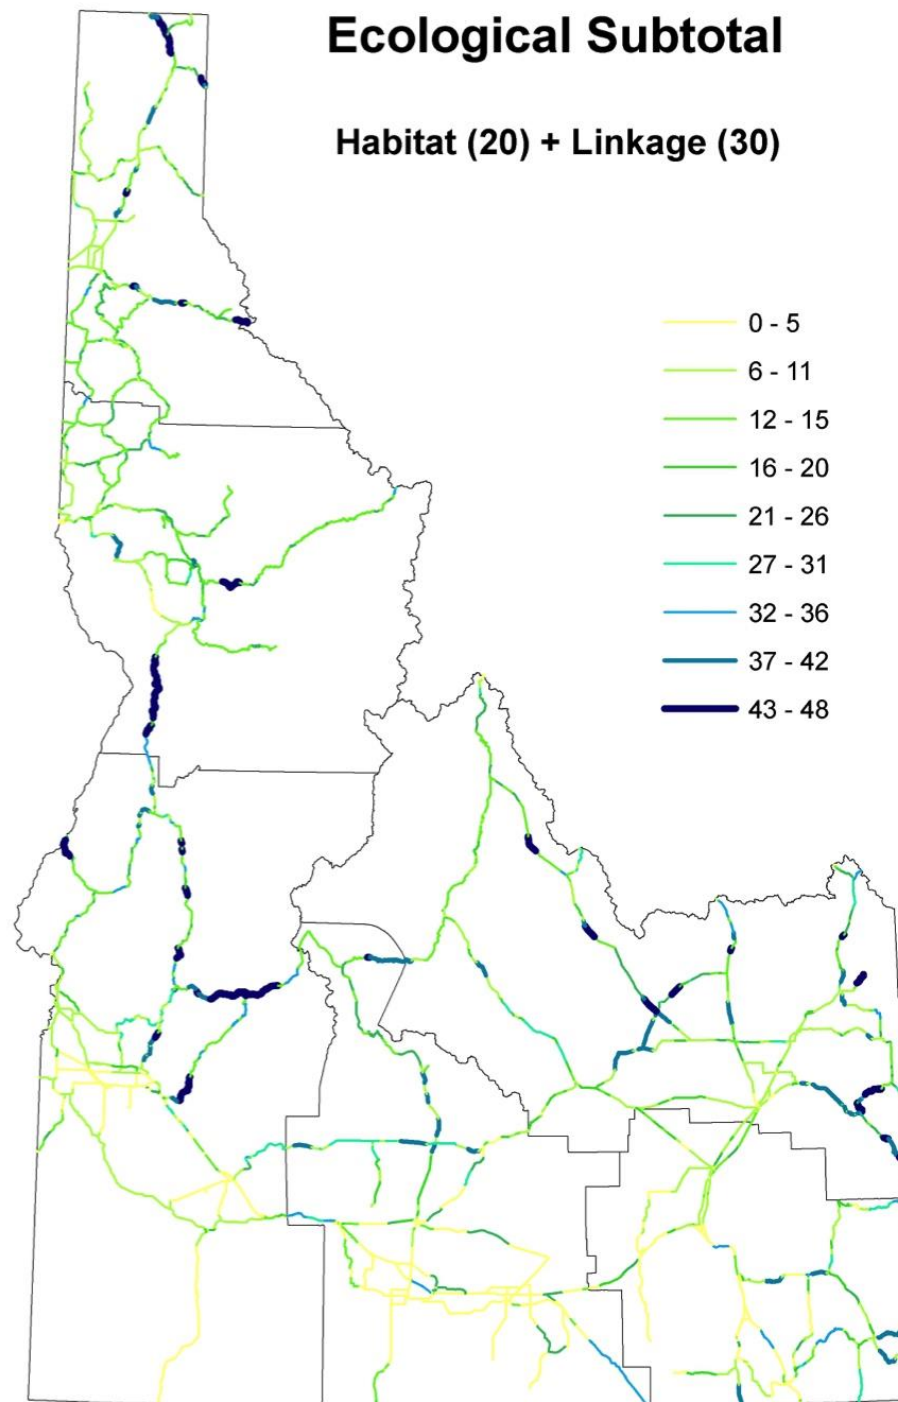 Ecological Subtotal
Habitat (20) + Linkage (30)
0 - 5
6 - 11
12 - 15
16 - 20
21 - 26
27 - 31
32 - 36
37 - 42
43 - 48